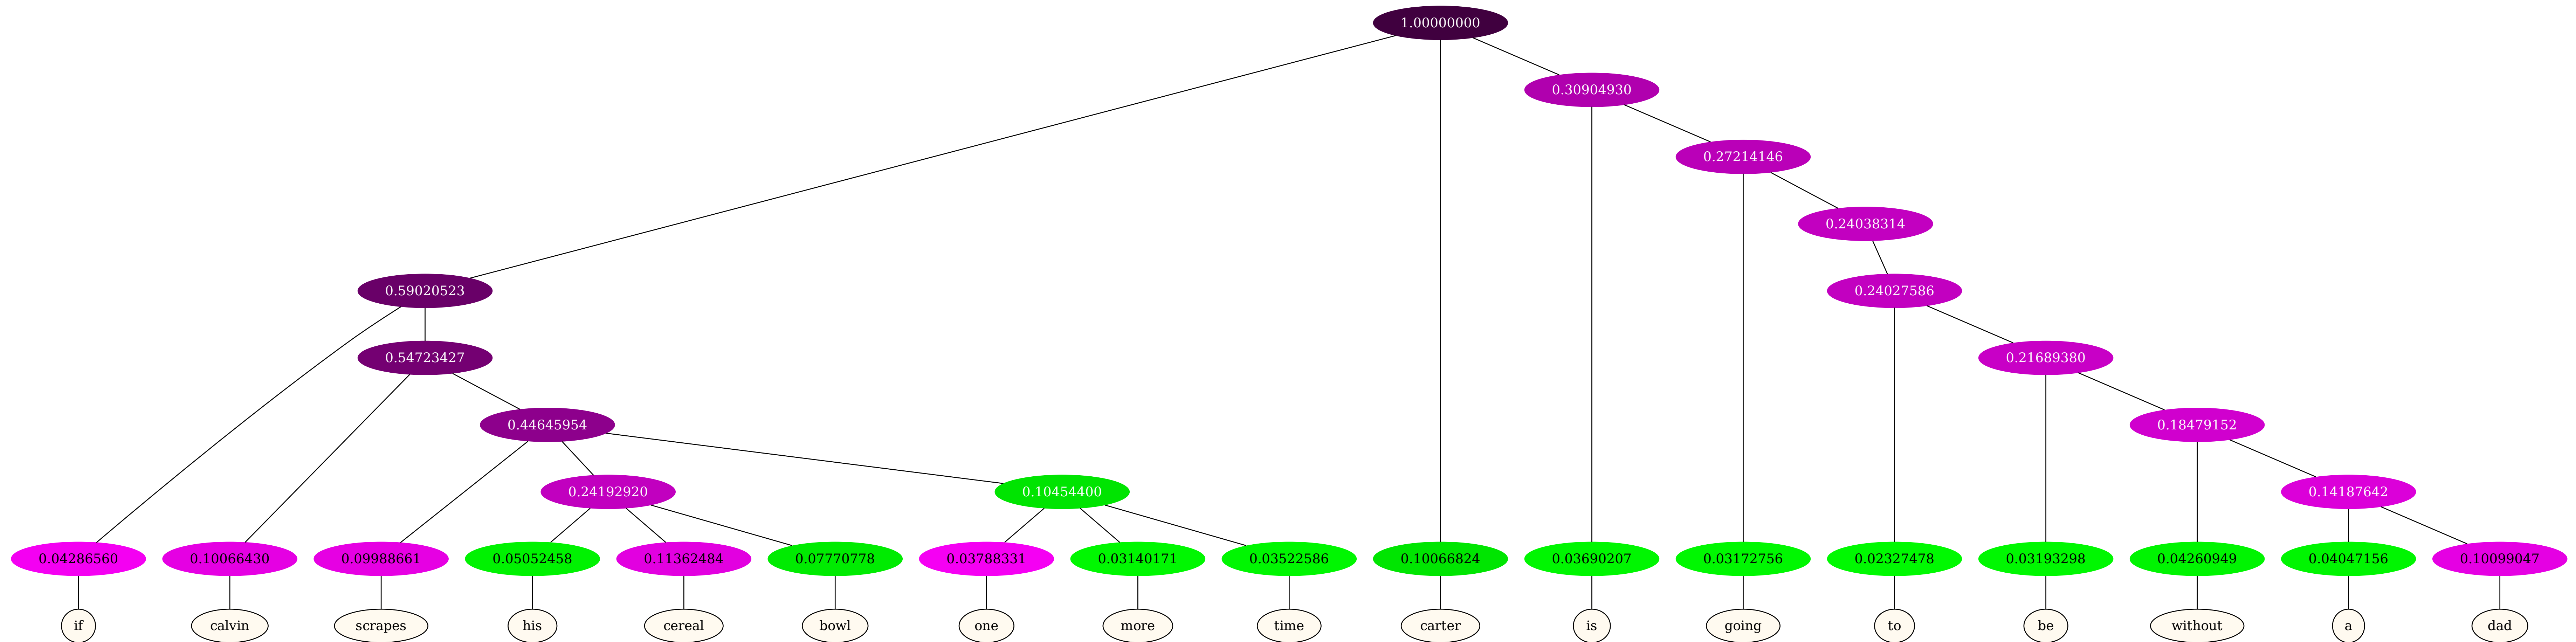 1.00000000
0.30904930
0.27214146
0.24038314
0.59020523 0.24027586
0.54723427 0.21689380
0.44645954 0.18479152
0.24192920 0.10454400 0.14187642
0.04286560 0.10066430 0.09988661 0.05052458 0.11362484 0.07770778 0.03788331 0.03140171 0.03522586 0.10066824 0.03690207 0.03172756 0.02327478 0.03193298 0.04260949 0.04047156 0.10099047
if calvin scrapes his cereal bowl one more time carter is going to be without a dad